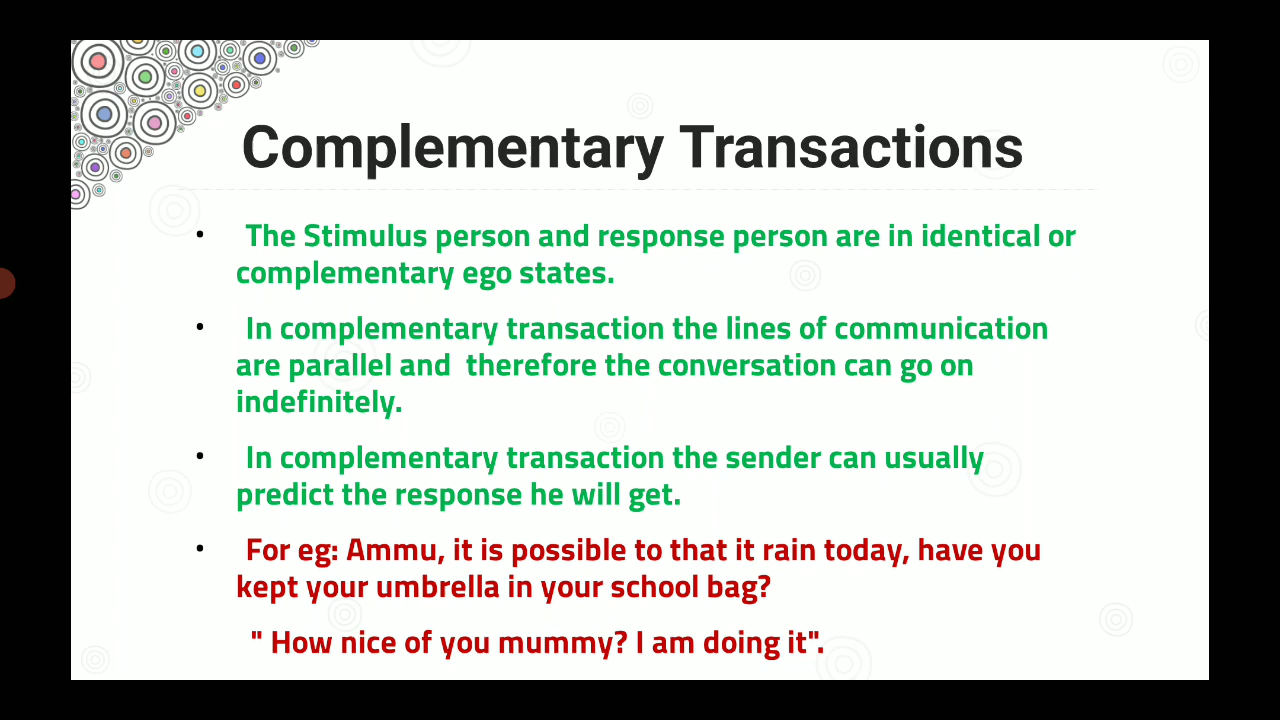 Complementary Transactions
• The Stimulus person and response person are in identical or
complementary ego states.
• In complementary transaction the lines of communication
are parallel and  therefore the conversation can go on
indefinitely.
• In complementary transaction the sender can usually
predict the response he will get.
• For eg: Ammu, it is possible to that it rain today, have you
kept your umbrella in your school bag?
" How nice of you mummy? I am doing it".